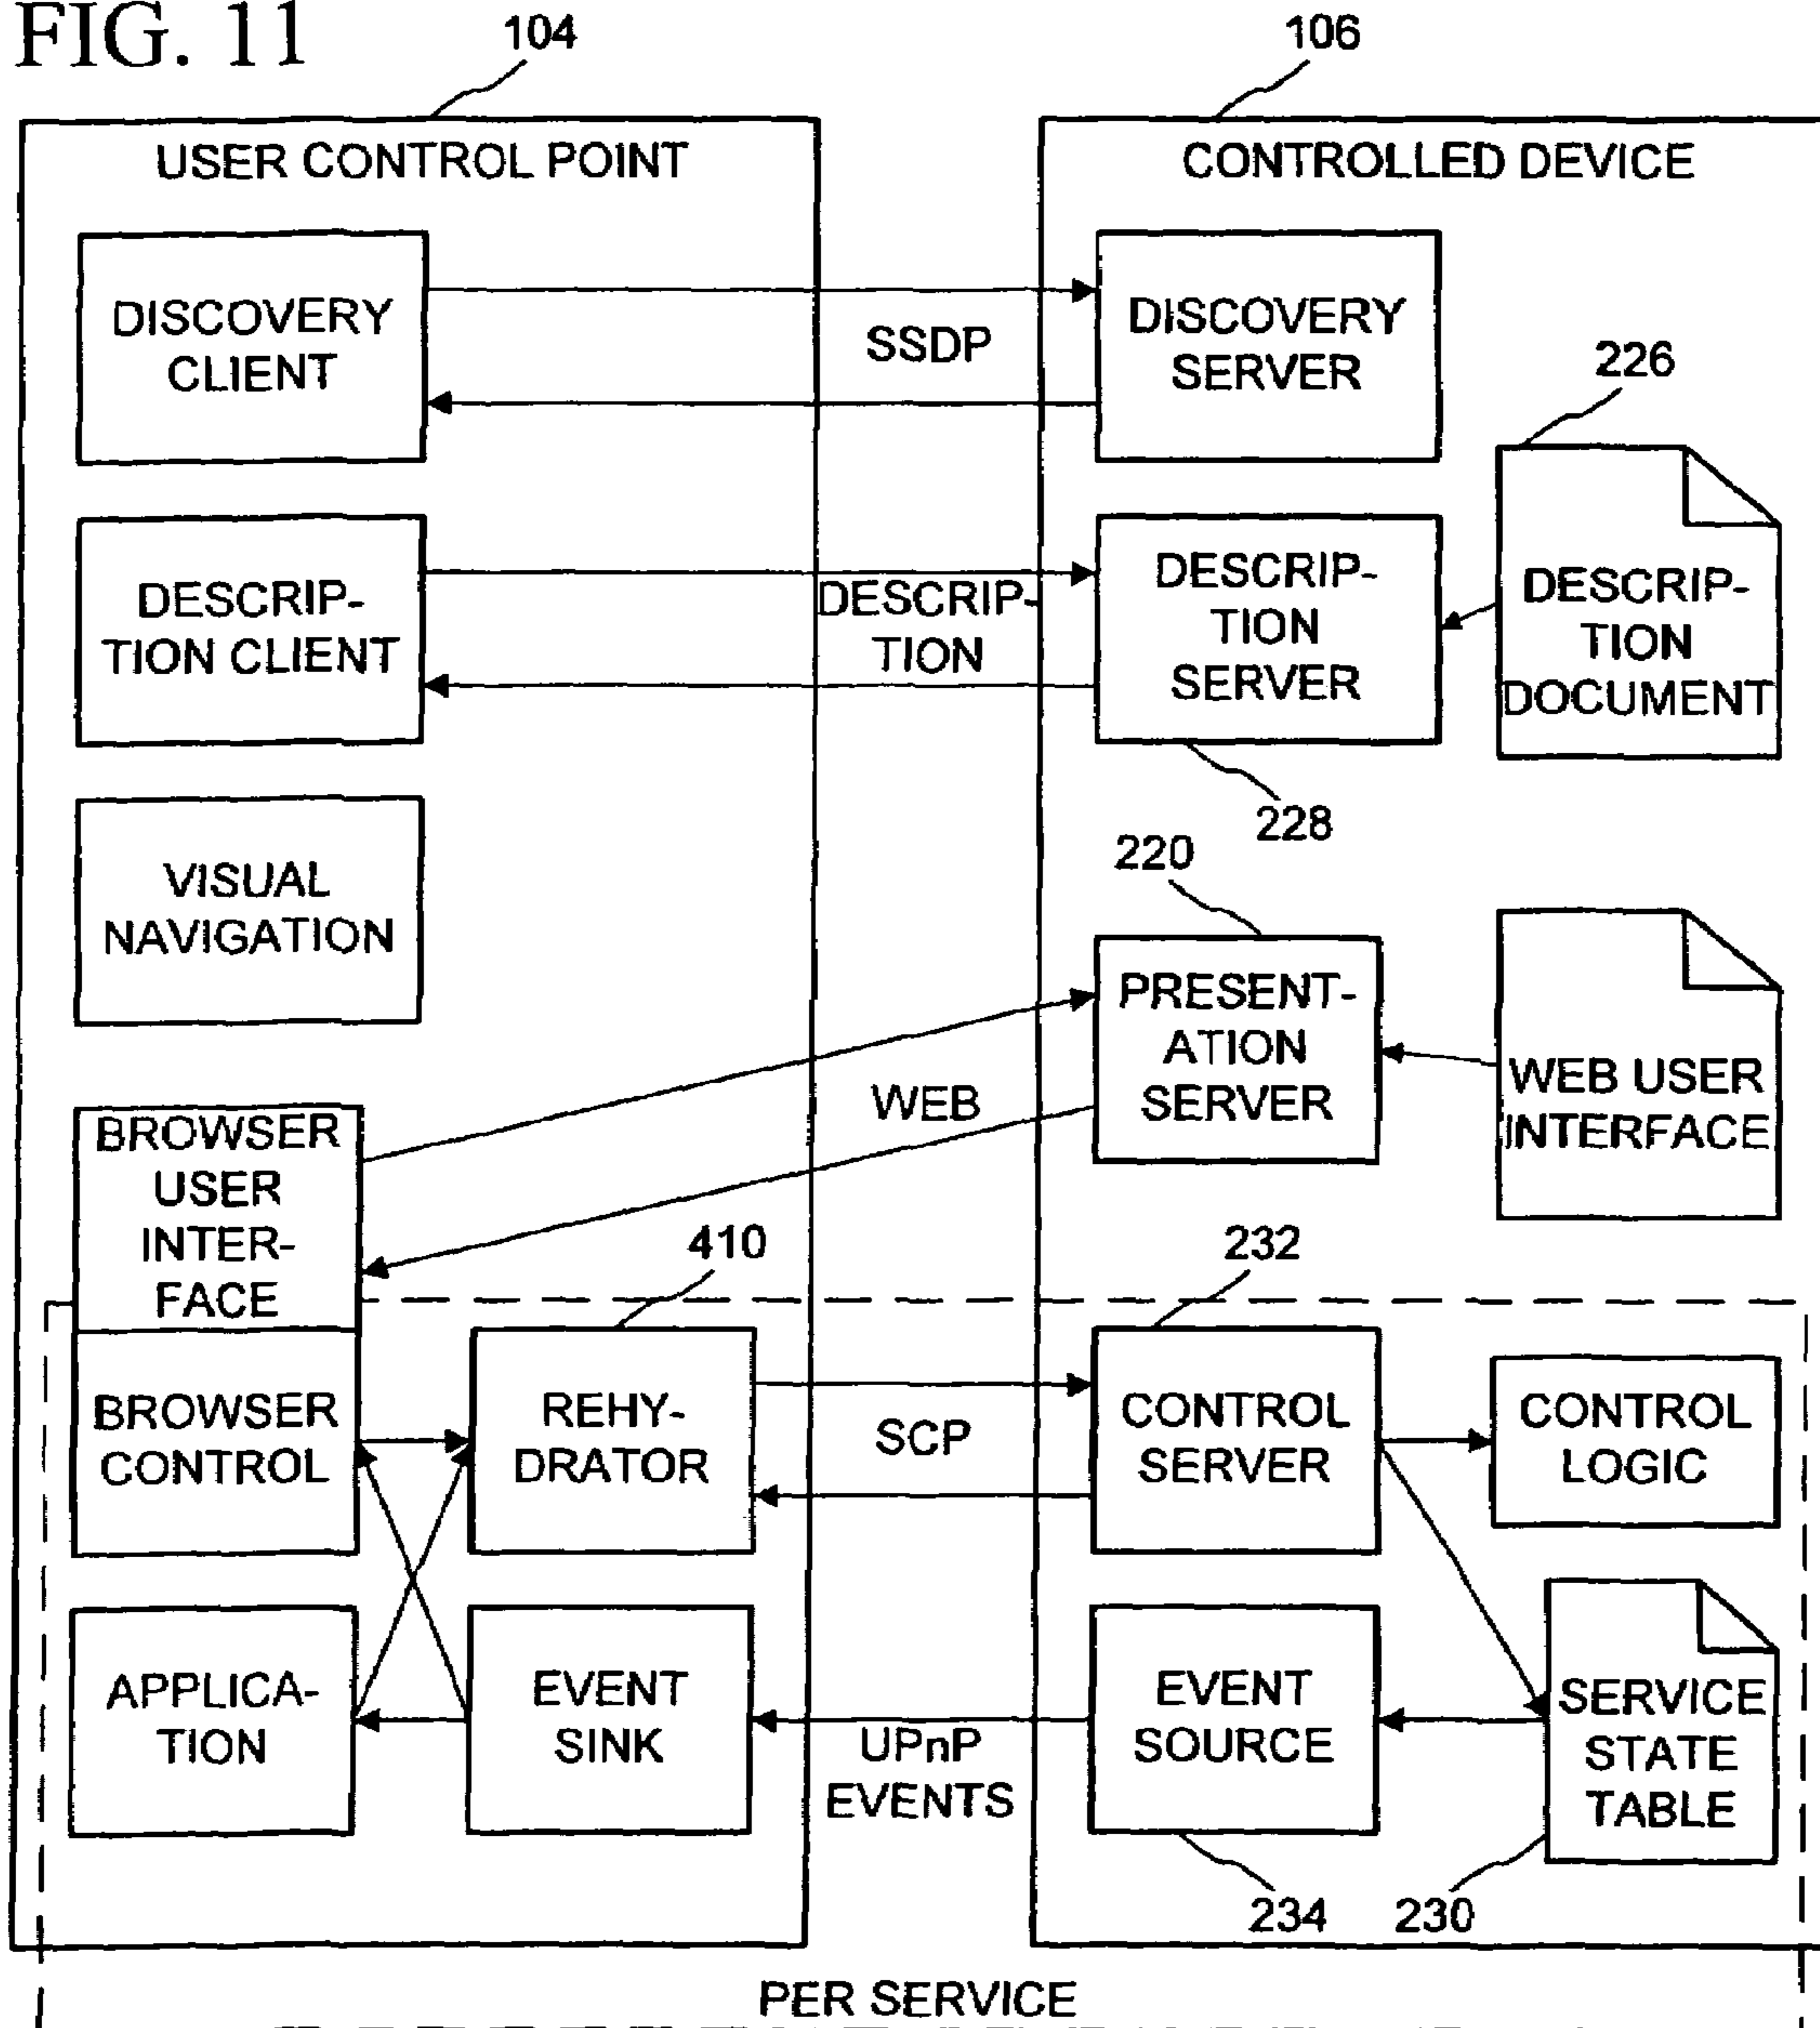 FIG. 11
104
106
USER CONTROL POINT
CONTROLLED DEVICE
DISCOVERY
CLIENT
SSDP
DISCOVERY
SERVER
226
DESCRIP-
TION CLIENT
DESCRIP-
TION
DESCRIP-
TION
SERVER
DESCRIP-
TION
DOCUMENT
228
VISUAL
NAVIGATION
220
PRESENT-
ATION
SERVER
WEB USER
INTERFACE
WEB
BROWSER
USER
INTER-
FACE
410
232
BROWSER
CONTROL
REHY-
DRATOR
SCP
CONTROL
SERVER
CONTROL
LOGIC
APPLICA-
TION
EVENT
SINK
UPnP
EVENTS
EVENT
SOURCE
SERVICE
STATE
TABLE
234
230
PER SERVICE